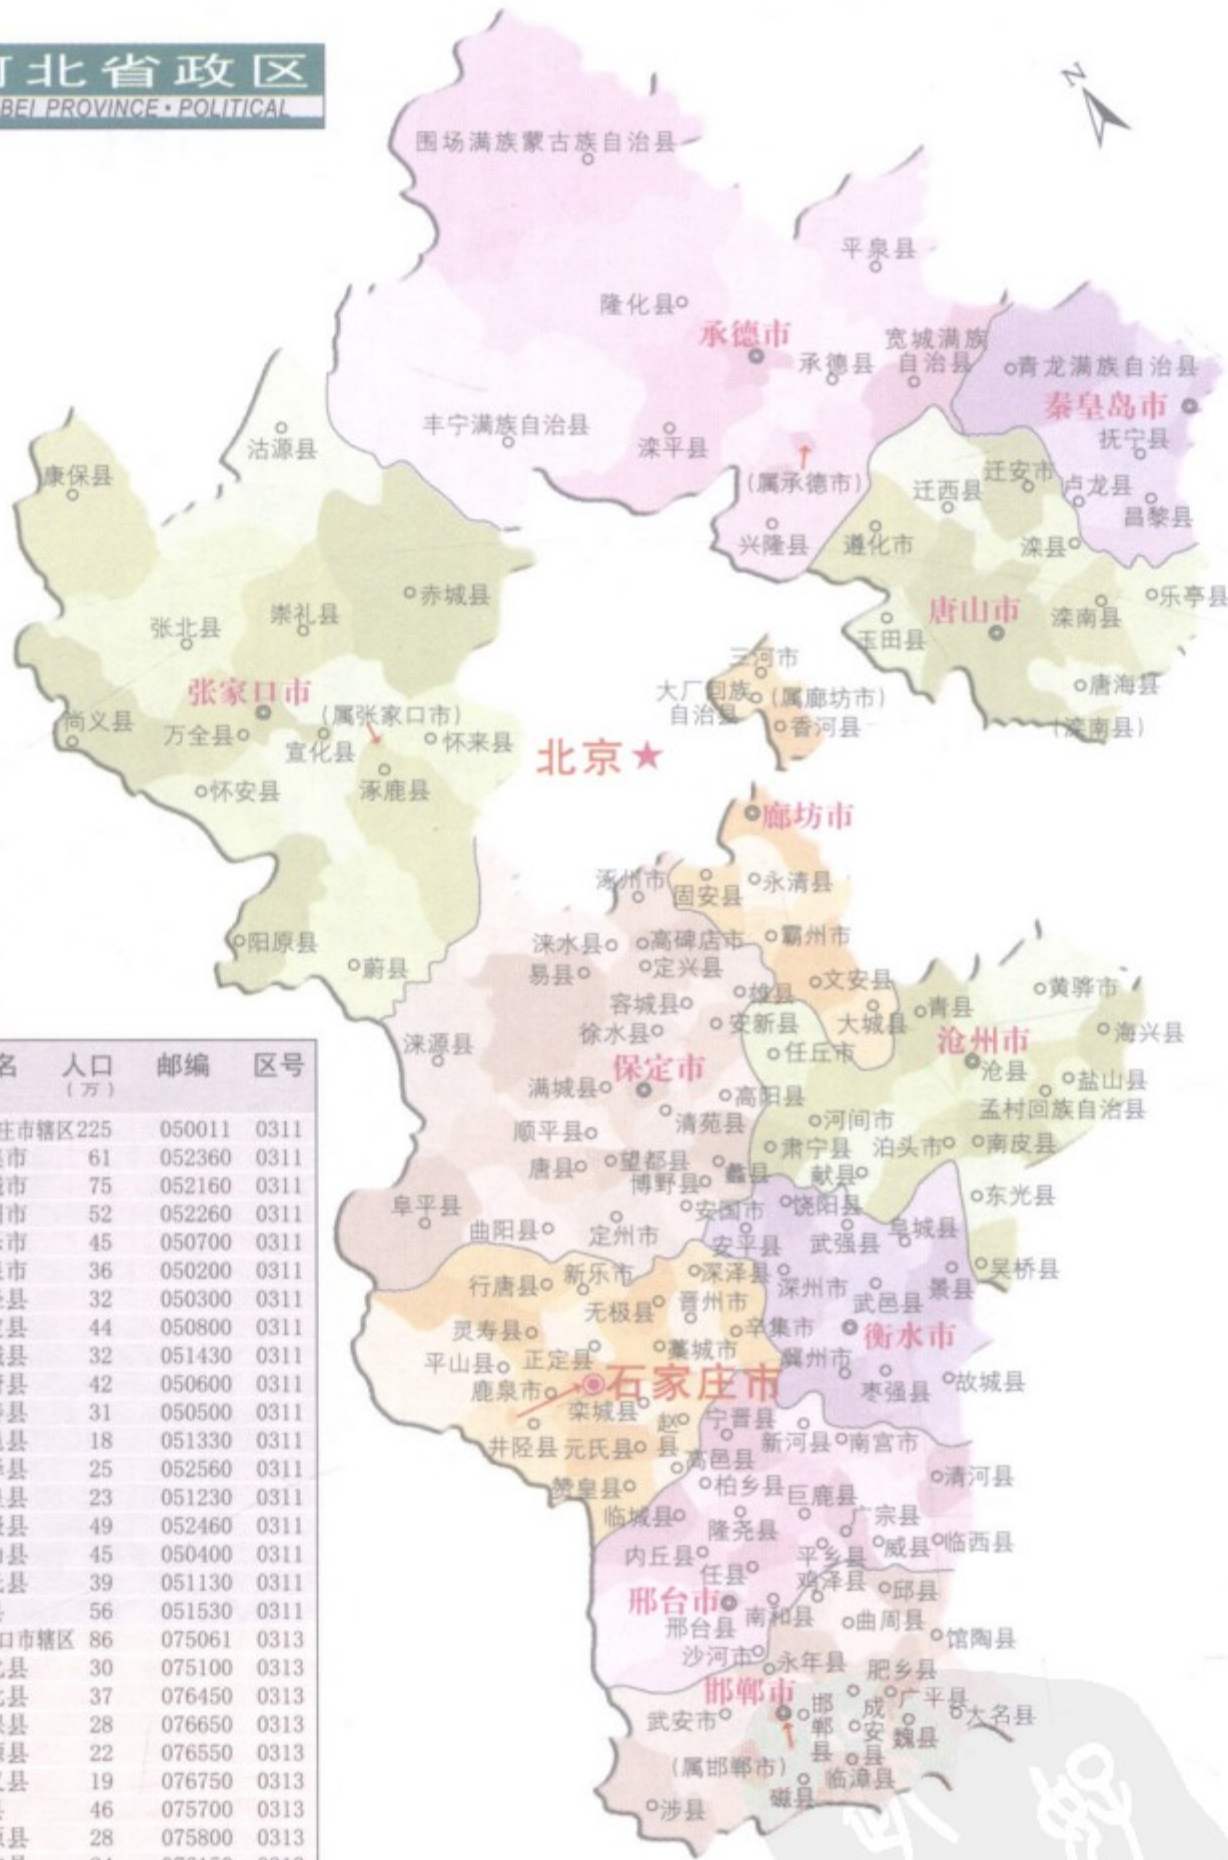 北省政区
BEI PROVINCE · POLITICAL
N
围场满族蒙古族自治县
平泉县
隆化县
承德市
承德县
宽城满族
自治县
青龙满族自治县
秦皇岛市
抚宁县
丰宁满族自治县
滦平县
(属承德市)
兴隆县
迁西县
迁安市
卢龙县
昌黎县
遵化市
滦县
乐亭县
唐山市
滦南县
玉田县
唐海县
(滦南县)
沽源县
康保县
赤城县
张北县
崇礼县
张家口市
(属张家口市)
尚义县
万全县
宣化县
怀来县
怀安县
涿鹿县
阳原县
蔚县
三河市
大厂回族
自治县
(属廊坊市)
香河县
北京
廊坊市
涿州市
固安县
永清县
涞水县
高碑店市
霸州市
易县
定兴县
文安县
容城县
雄县
大城县
青县
黄骅市
徐水县
安新县
任丘市
沧州市
海兴县
涞源县
保定市
沧县
盐山县
满城县
高阳县
孟村回族自治县
清苑县
河间市
顺平县
肃宁县
泊头市
南皮县
唐县
望都县
蠡县
献县
博野县
东光县
阜平县
安国市
饶阳县
曲阳县
定州市
安平县
武强县
阜城县
吴桥县
行唐县
新乐市
深泽县
深州市
景县
无极县
晋州市
武邑县
灵寿县
辛集市
衡水市
平山县
正定县
藁城市
冀州市
鹿泉市
石家庄市
枣强县
故城县
栾城县
赵县
宁晋县
井陉县
元氏县
新河县
南宫市
高邑县
清河县
赞皇县
柏乡县
巨鹿县
临城县
隆尧县
广宗县
内丘县
平乡县
威县
临西县
任县
鸡泽县
邱县
邢台市
南和县
邢台县
曲周县
馆陶县
沙河市
永年县
肥乡县
邯郸市
广平县
武安市
邯郸县
成安县
魏县
大名县
(属邯郸市)
临漳县
磁县
涉县
名 人口 邮编 区号
(万)
庄市辖区 225 050011 0311
市 61 052360 0311
市 75 052160 0311
市 52 052260 0311
市 45 050700 0311
市 36 050200 0311
县 32 050300 0311
县 44 050800 0311
县 32 051430 0311
县 42 050600 0311
县 31 050500 0311
县 18 051330 0311
县 25 052560 0311
县 23 051230 0311
县 49 052460 0311
县 45 050400 0311
县 39 051130 0311
56 051530 0311
口市辖区 86 075061 0313
县 30 075100 0313
县 37 076450 0313
县 28 076650 0313
县 22 076550 0313
县 19 076750 0313
46 075700 0313
县 28 075800 0313